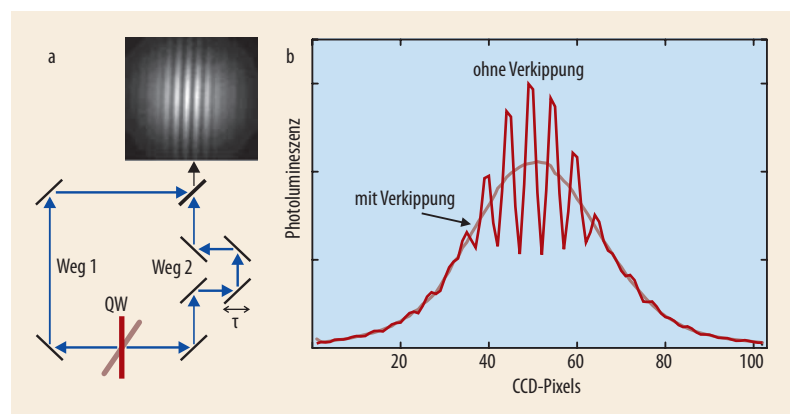 a
Weg 1
Weg 2
QW
τ
b
ohne Verkippung
mit Verkippung
Photolumineszenz
20
40
60
80
100
CCD-Pixels